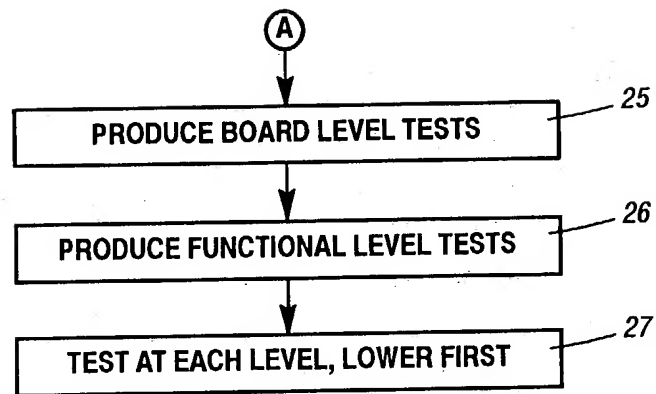 A
PRODUCE BOARD LEVEL TESTS
25
PRODUCE FUNCTIONAL LEVEL TESTS
26
TEST AT EACH LEVEL, LOWER FIRST
27